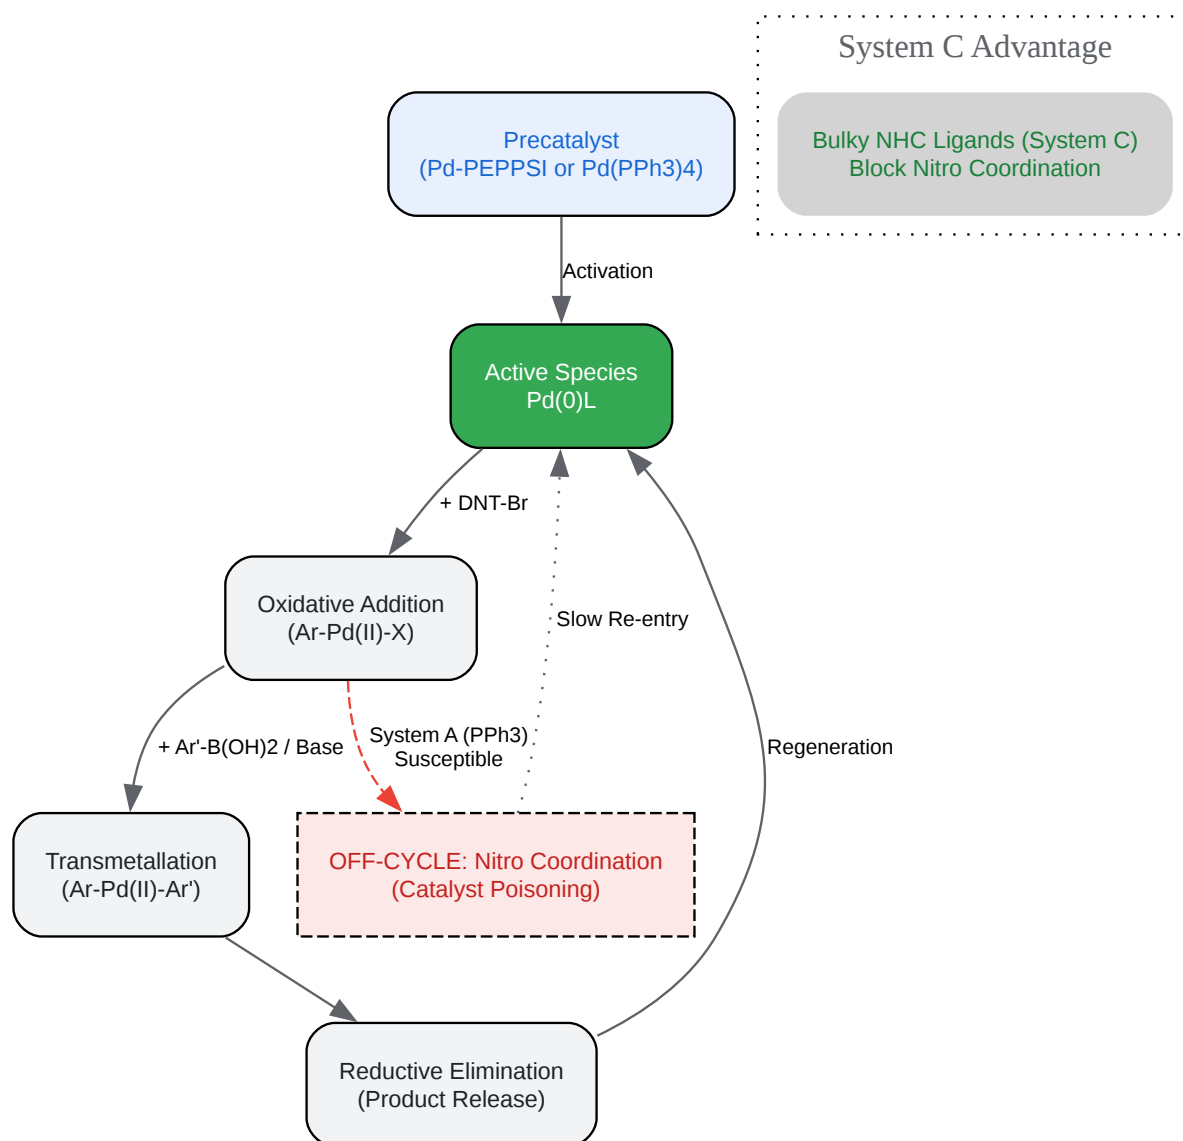 System C Advantage
Bulky NHC Ligands (System C)
Block Nitro Coordination
Precatalyst
(Pd-PEPPSI or Pd(PPh3)4)
Activation
Active Species
Pd(0)L
+ DNT-Br
Oxidative Addition
(Ar-Pd(II)-X)
Slow Re-entry
+ Ar'-B(OH)2 / Base
System A (PPh3)
Susceptible
Regeneration
Transmetallation
(Ar-Pd(II)-Ar')
OFF-CYCLE: Nitro Coordination
(Catalyst Poisoning)
Reductive Elimination
(Product Release)